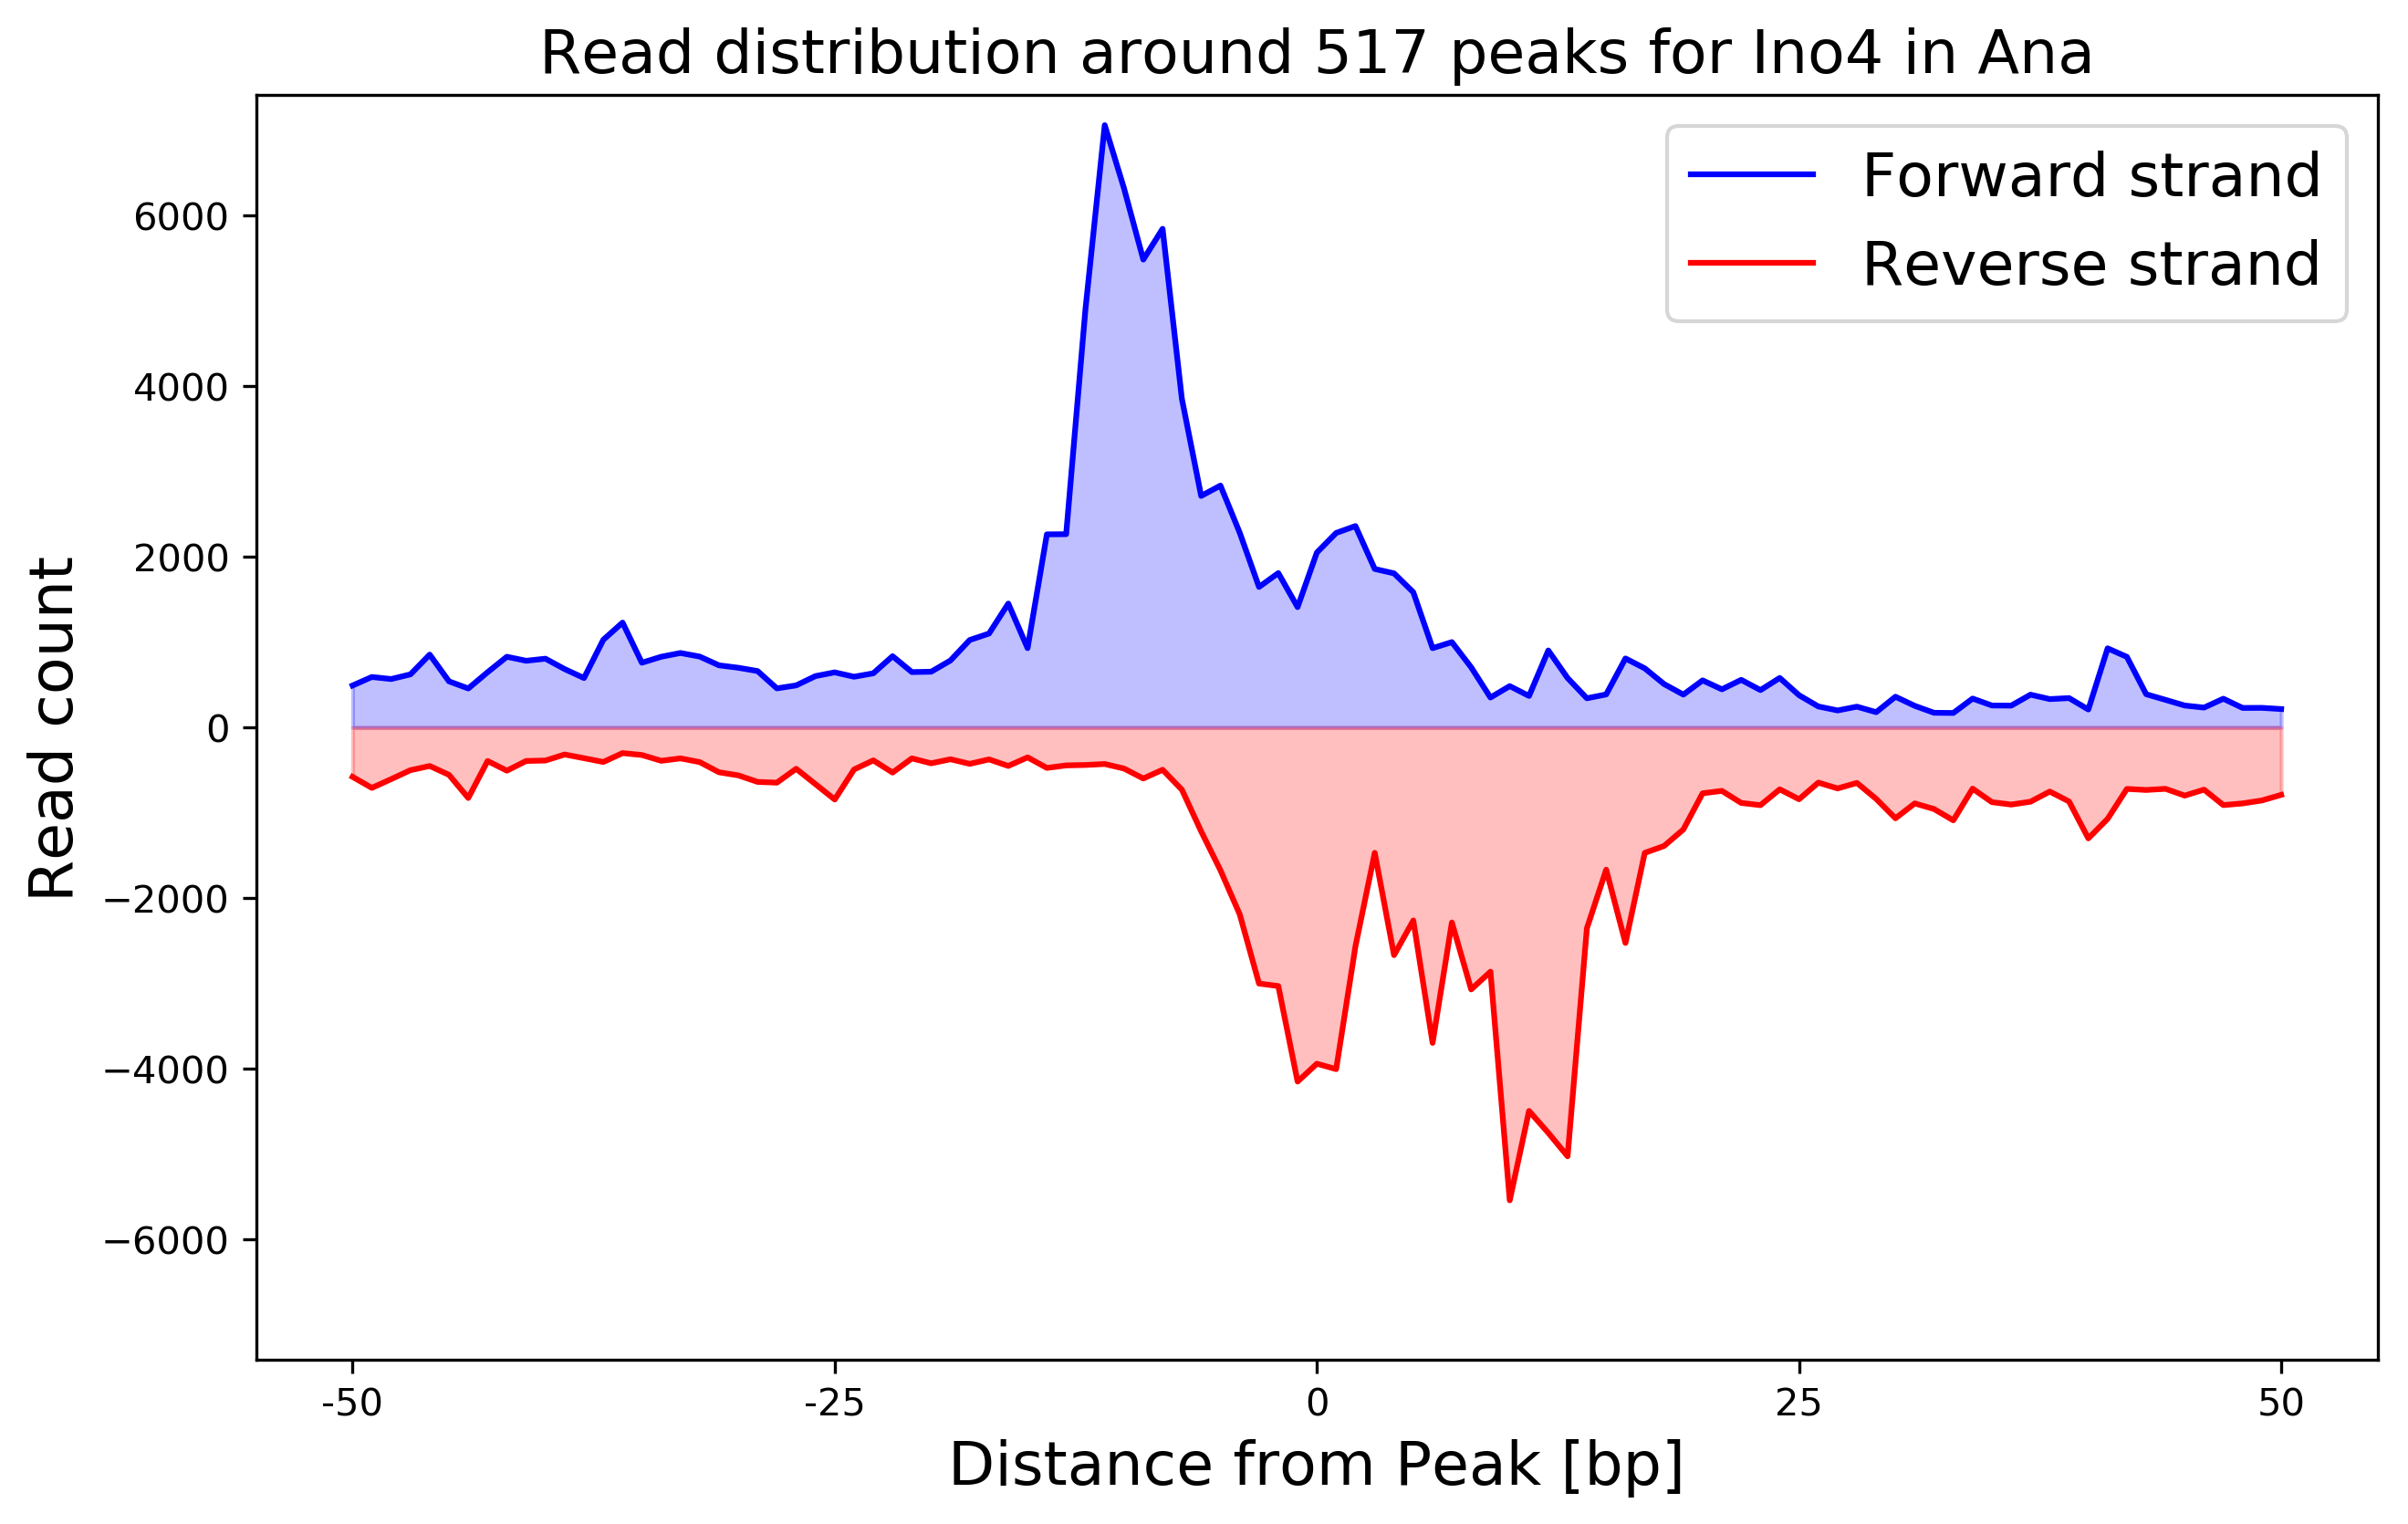 Read distribution around 517 peaks for Ino4 in Ana
Forward strand
Reverse strand
Read count
6000
4000
2000
0
−2000
−4000
−6000
-50
-25
0
25
50
Distance from Peak [bp]